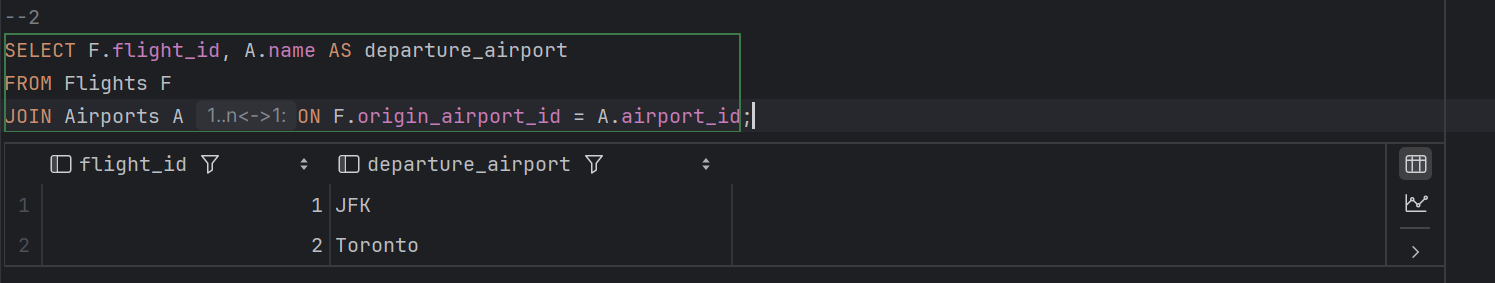 --2
SELECT F.flight_id, A.name AS departure_airport
FROM Flights F
JOIN Airports A 1..n<->1: ON F.origin_airport_id = A.airport_id;
flight_id departure_airport
1 1 JFK
2 2 Toronto